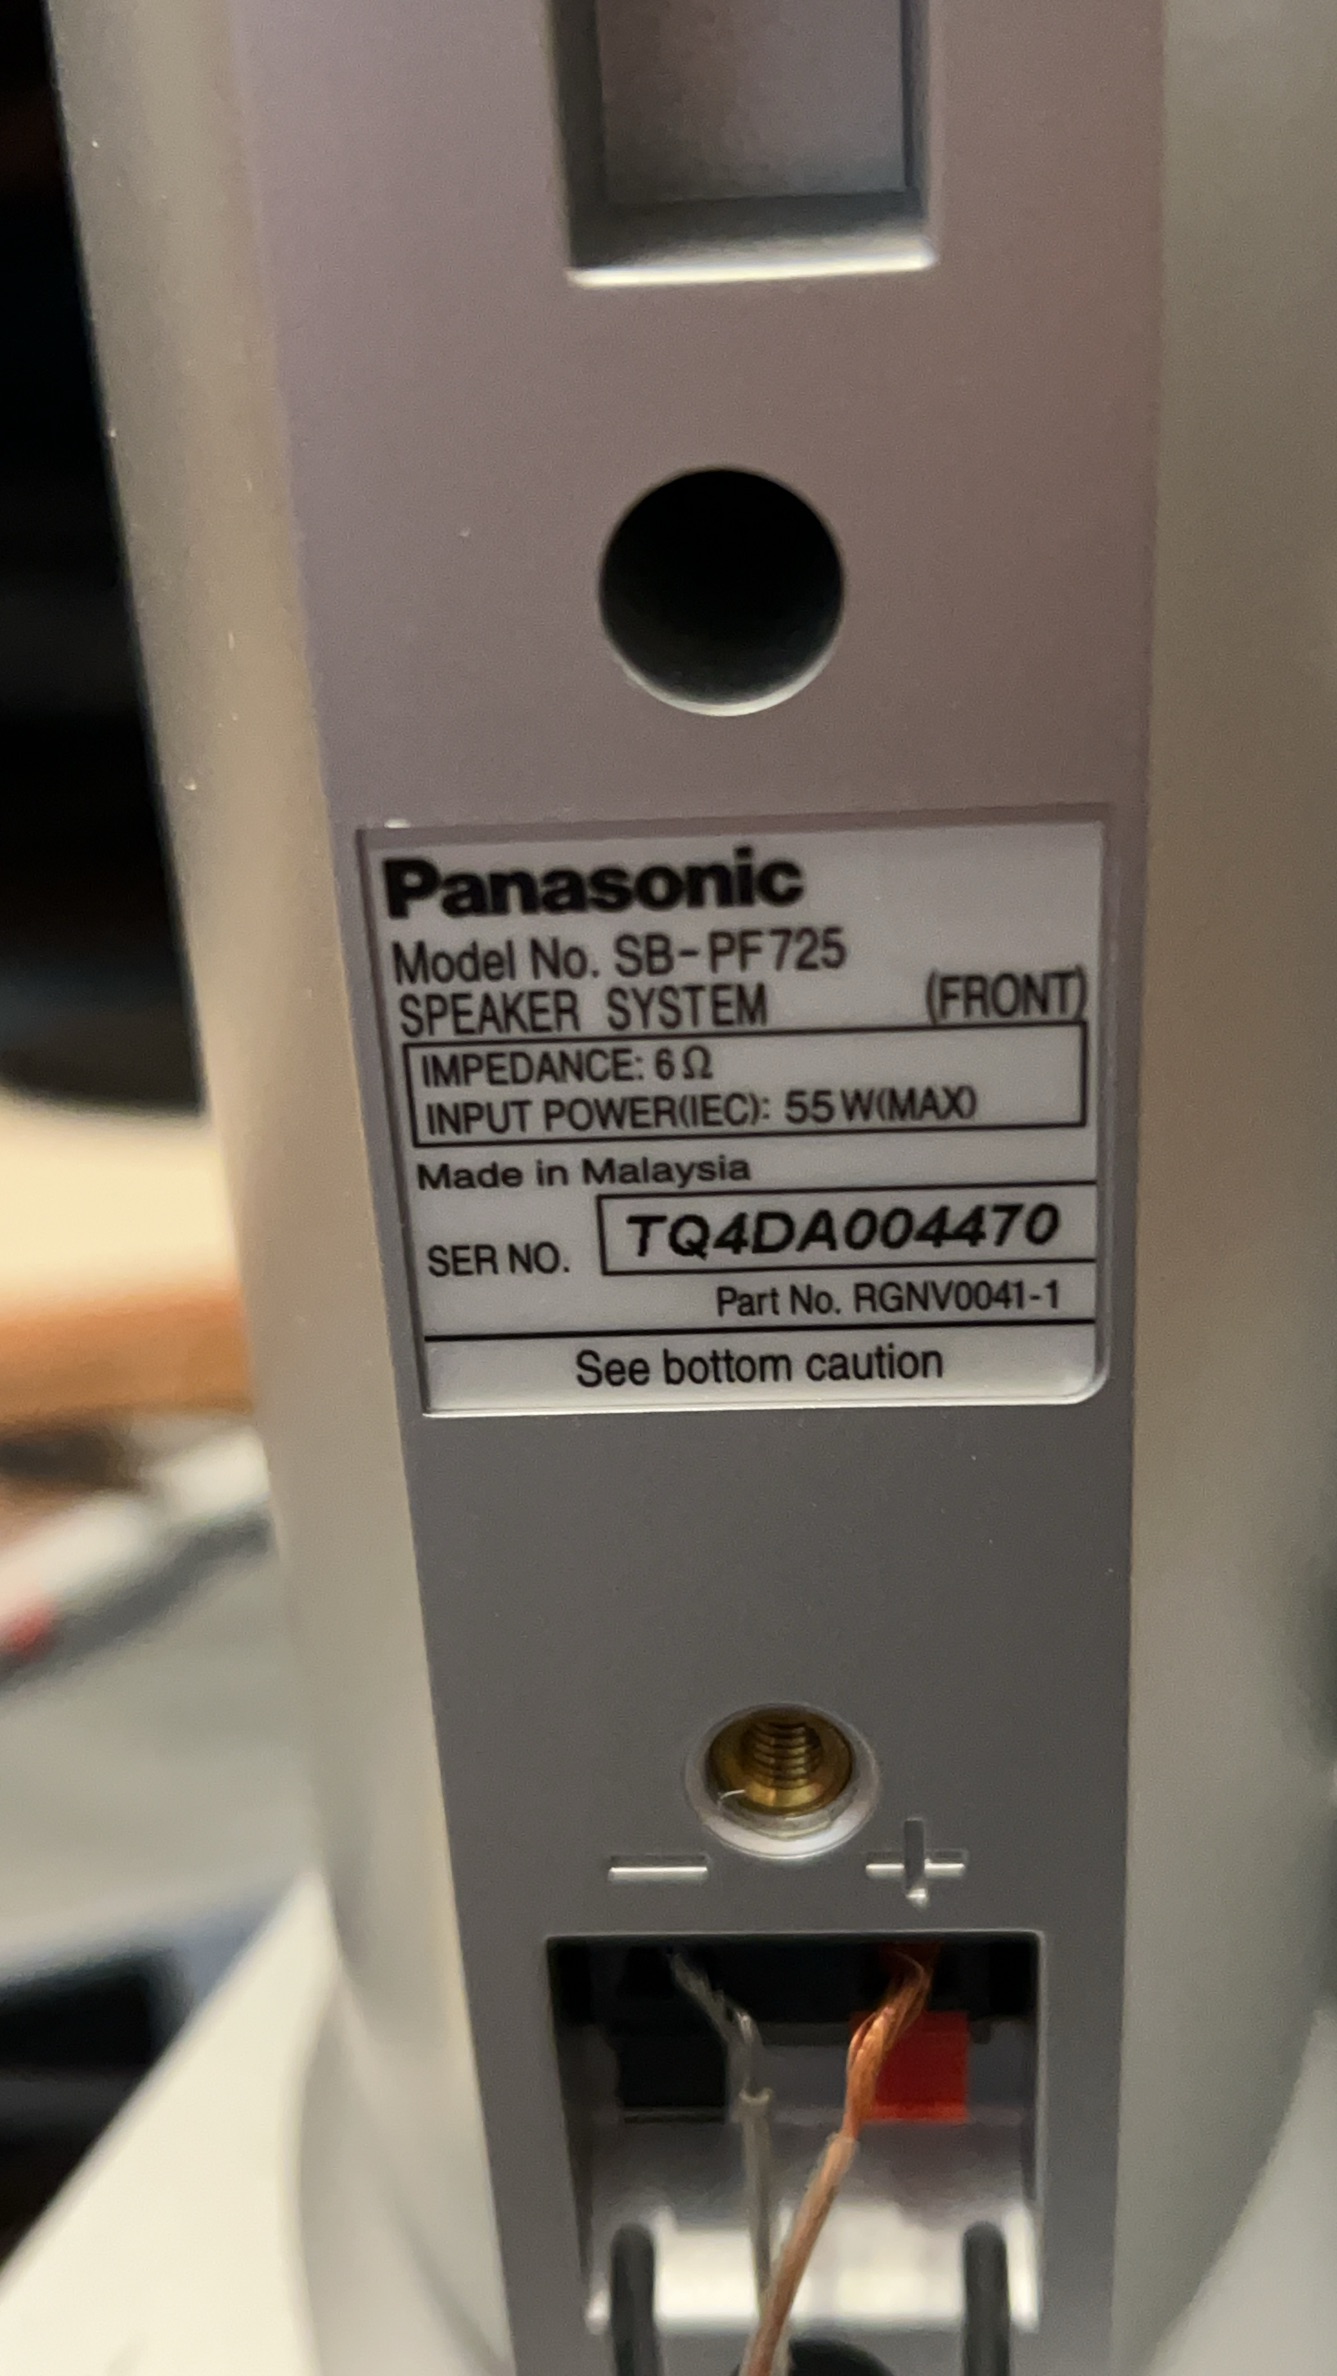 Panasonic
Model No. SB-PF725
SPEAKER SYSTEM (FRONT)
IMPEDANCE: 6Ω
INPUT POWER(IEC): 55W(MAX)
Made in Malaysia
SER NO. TQ4DA004470
Part No. RGNV0041-1
See bottom caution
− +